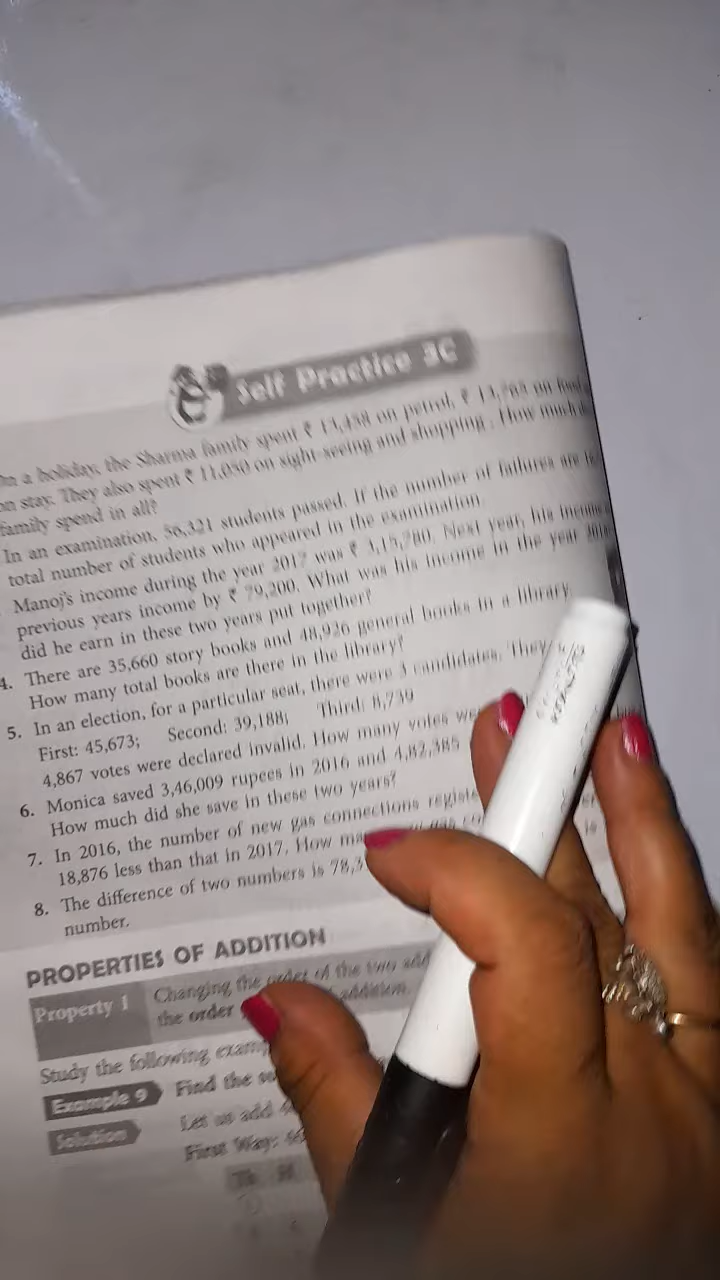 Self Practice 3C
On a holiday, the Sharma family spent ₹ 13,438 on petrol, ₹ on food
on stay. They also spent ₹ 11,050 on sight-seeing and shopping. How much
family spend in all?
In an examination, 56,321 students passed. If the number of failures are
total number of students who appeared in the examination.
Manoj's income during the year 2017 was ₹ 3,15,780. Next year, his income
previous years income by ₹ 79,200. What was his income in the year
did he earn in these two years put together?
4. There are 35,660 story books and 48,926 general books in a library.
How many total books are there in the library?
5. In an election, for a particular seat, there were 3 candidates. They
First: 45,673; Second: 39,188; Third: 8,739
4,867 votes were declared invalid. How many votes
6. Monica saved 3,46,009 rupees in 2016 and 4,82,385
How much did she save in these two years?
7. In 2016, the number of new gas connections
18,876 less than that in 2017. How
8. The difference of two numbers is
number.
PROPERTIES OF ADDITION
Property 1 Changing the order of the two
the order addition.
Study the following
Example 9 Find the
Solution Let us add
First Way: